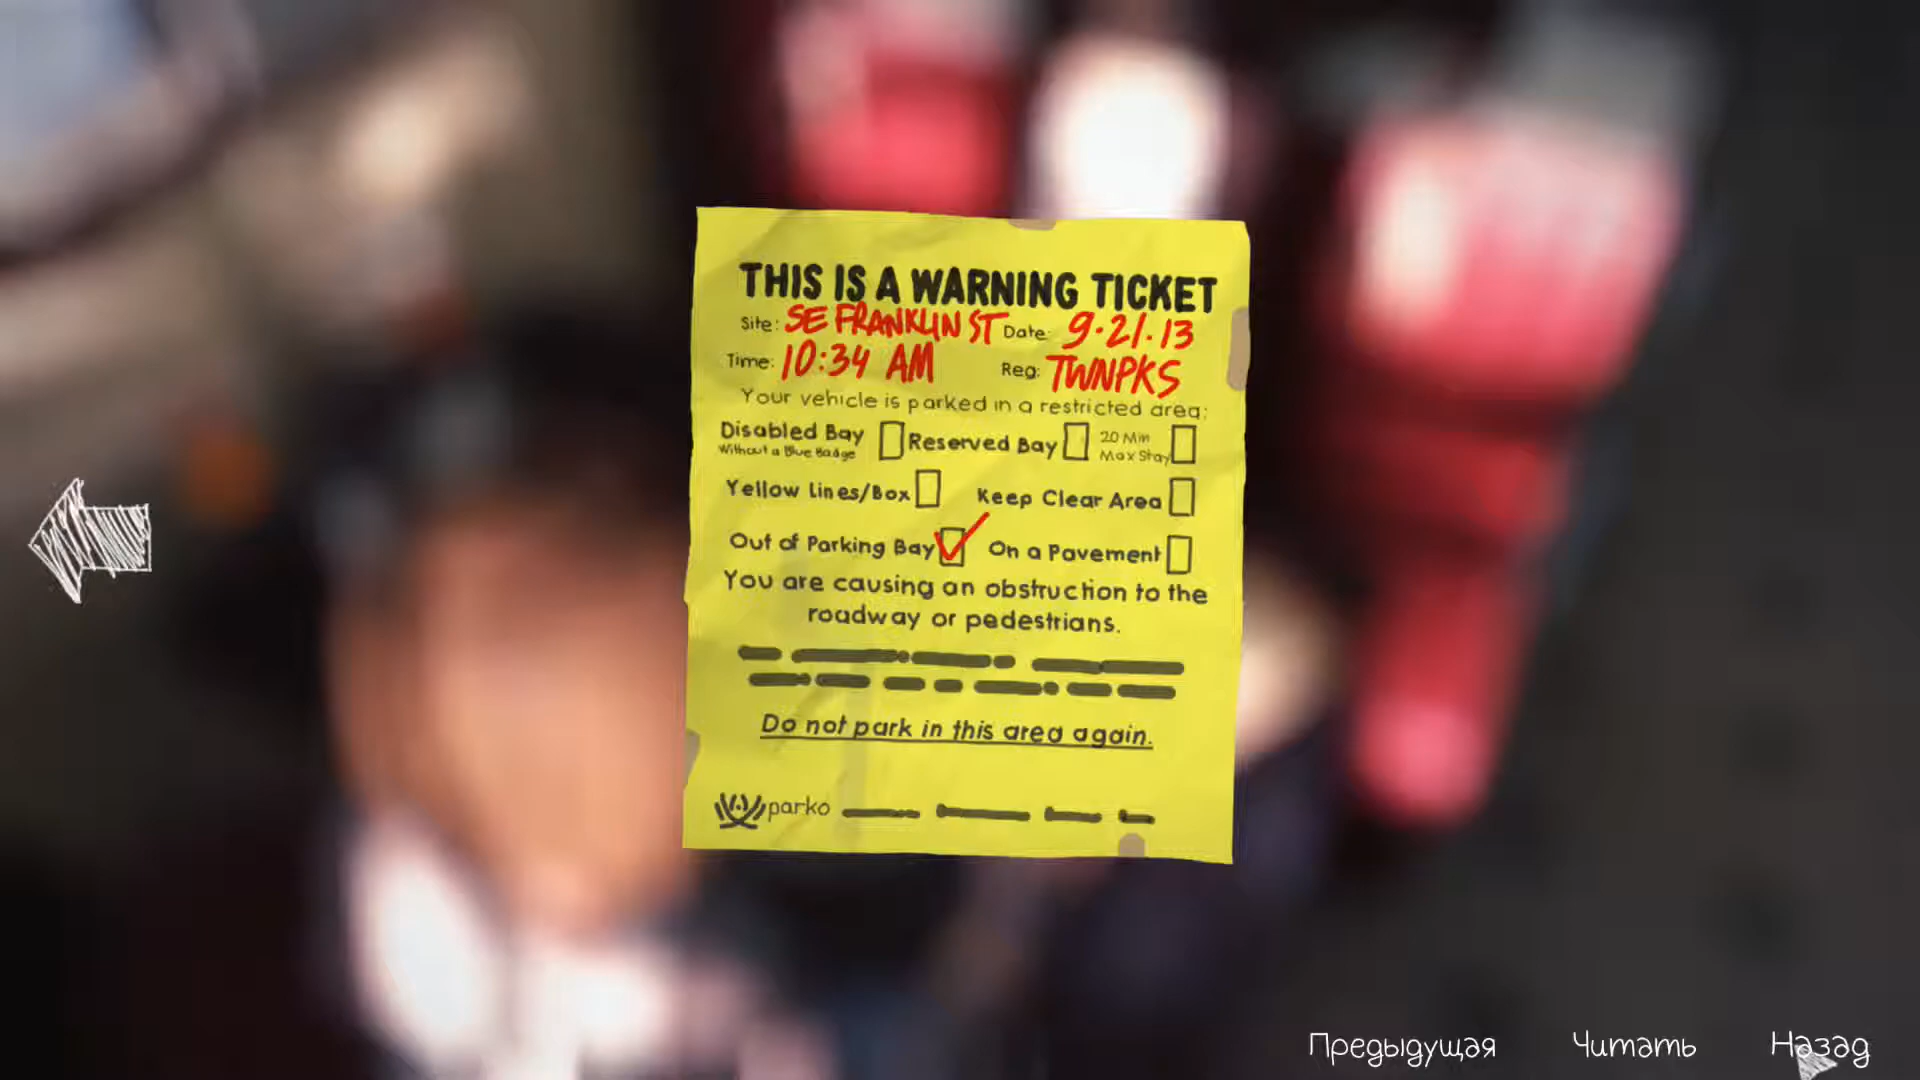 THIS IS A WARNING TICKET
Site: SE FRANKLIN ST Date: 9.21.13
Time: 10:34 AM Reg: TWNPKS
Your vehicle is parked in a restricted area:
Disabled Bay Reserved Bay 20 Min
Without a Blue Badge Max Stay
Yellow Lines/Box Keep Clear Area
Out of Parking Bay On a Pavement
You are causing an obstruction to the
roadway or pedestrians.
Do not park in this area again.
parko
Предыдущая Читать Назад